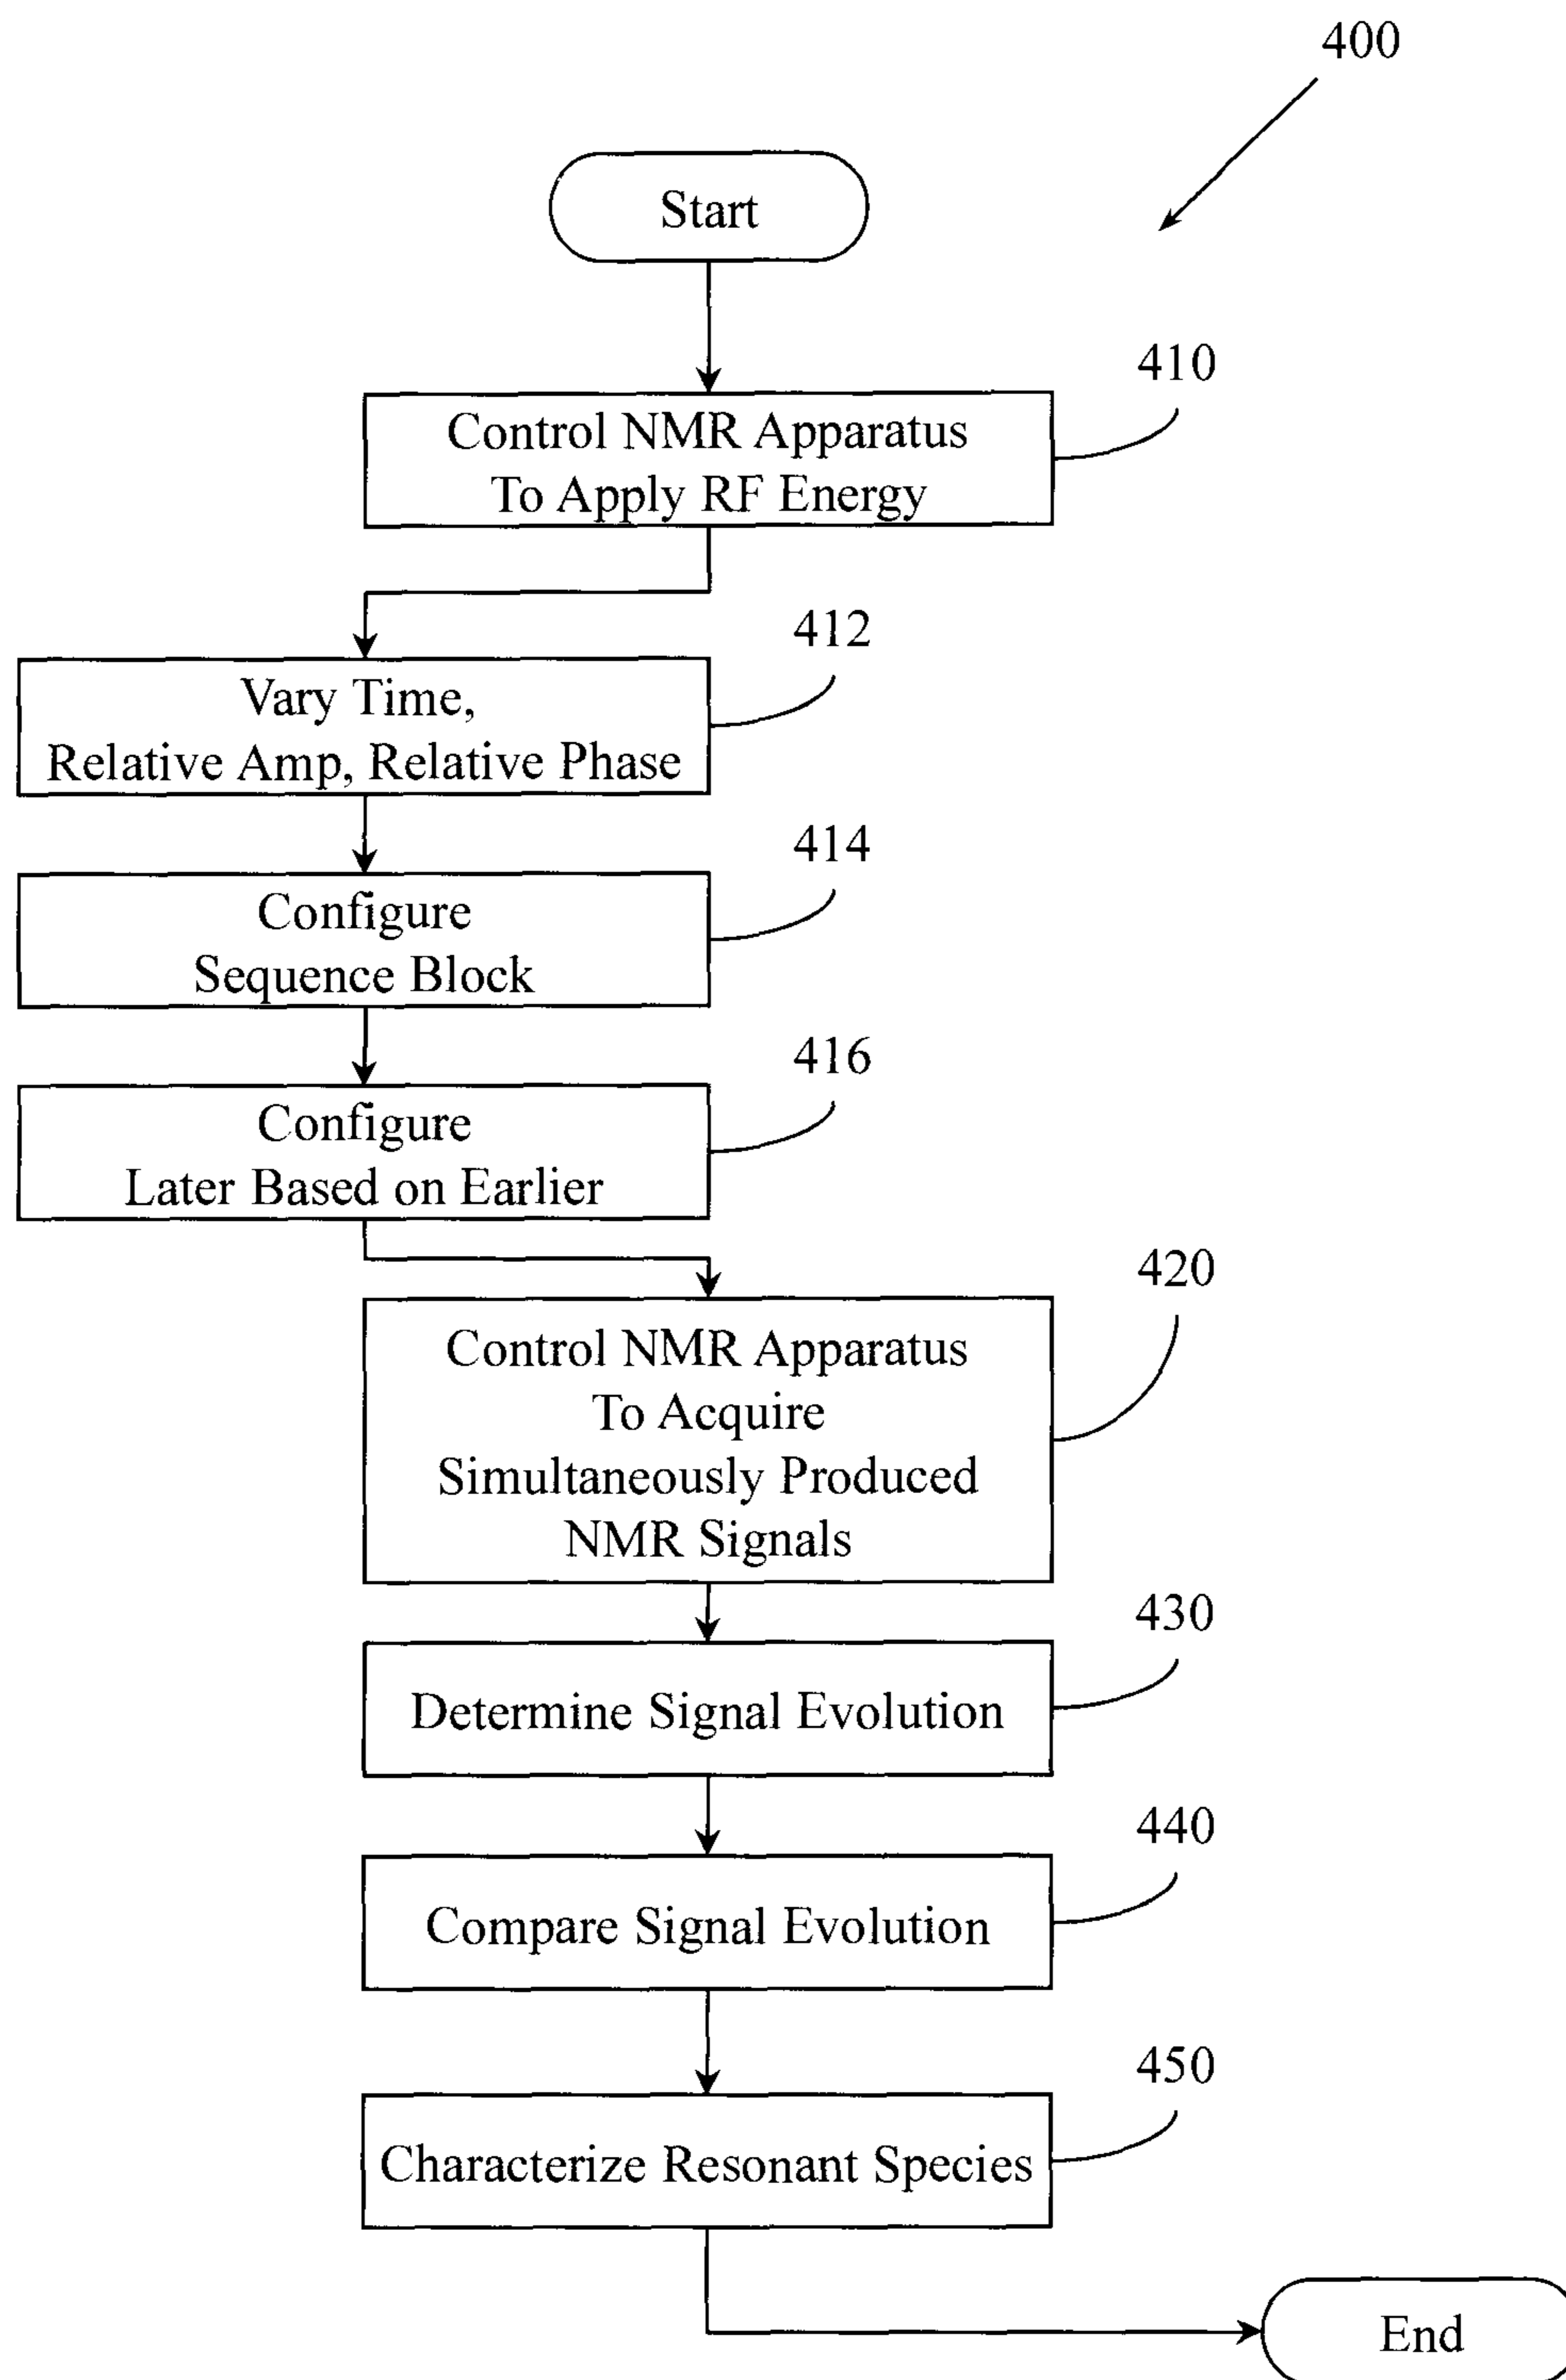 400
Start
410
Control NMR Apparatus
To Apply RF Energy
412
Vary Time,
Relative Amp, Relative Phase
414
Configure
Sequence Block
416
Configure
Later Based on Earlier
420
Control NMR Apparatus
To Acquire
Simultaneously Produced
NMR Signals
430
Determine Signal Evolution
440
Compare Signal Evolution
450
Characterize Resonant Species
End